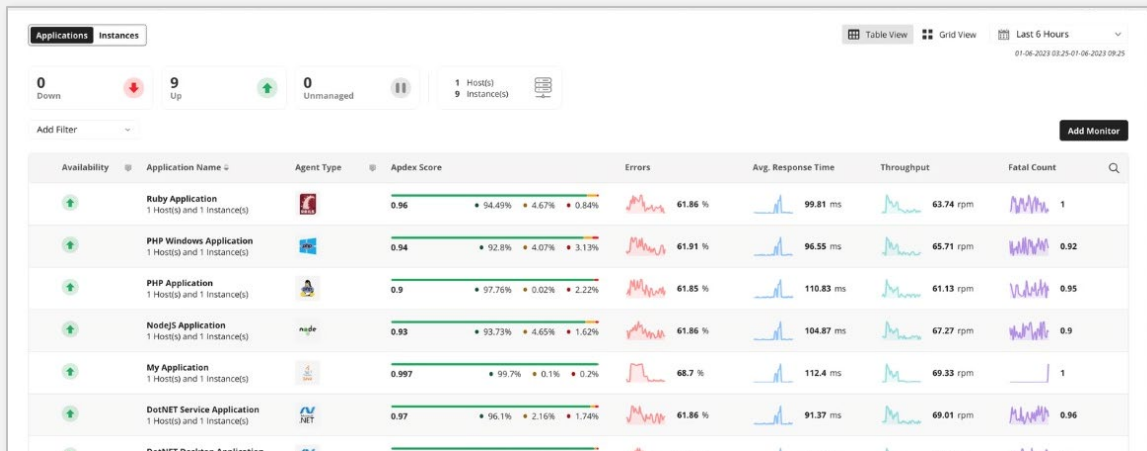 Applications Instances
Table View Grid View Last 6 Hours
01-06-2023 03:25-01-06-2023 09:25
0 9 0 1 Host(s)
Down Up Unmanaged 9 Instance(s)
Add Filter
Add Monitor
Availability Application Name Agent Type Apdex Score Errors Avg. Response Time Throughput Fatal Count
Ruby Application
1 Host(s) and 1 Instance(s)
0.96 94.49% 4.67% 0.84% 61.86 % 99.81 ms 63.74 rpm 1
PHP Windows Application
1 Host(s) and 1 Instance(s)
php
0.94 92.8% 4.07% 3.13% 61.91 % 96.55 ms 65.71 rpm 0.92
PHP Application
1 Host(s) and 1 Instance(s)
0.9 97.76% 0.02% 2.22% 61.85 % 110.83 ms 61.13 rpm 0.95
NodeJS Application
1 Host(s) and 1 Instance(s)
node
0.93 93.73% 4.65% 1.62% 61.86 % 104.87 ms 67.27 rpm 0.9
My Application
1 Host(s) and 1 Instance(s)
0.997 99.7% 0.1% 0.2% 68.7 % 112.4 ms 69.33 rpm 1
DotNET Service Application
1 Host(s) and 1 Instance(s)
NET
0.97 96.1% 2.16% 1.74% 61.86 % 91.37 ms 69.01 rpm 0.96
DotNET Desktop Application